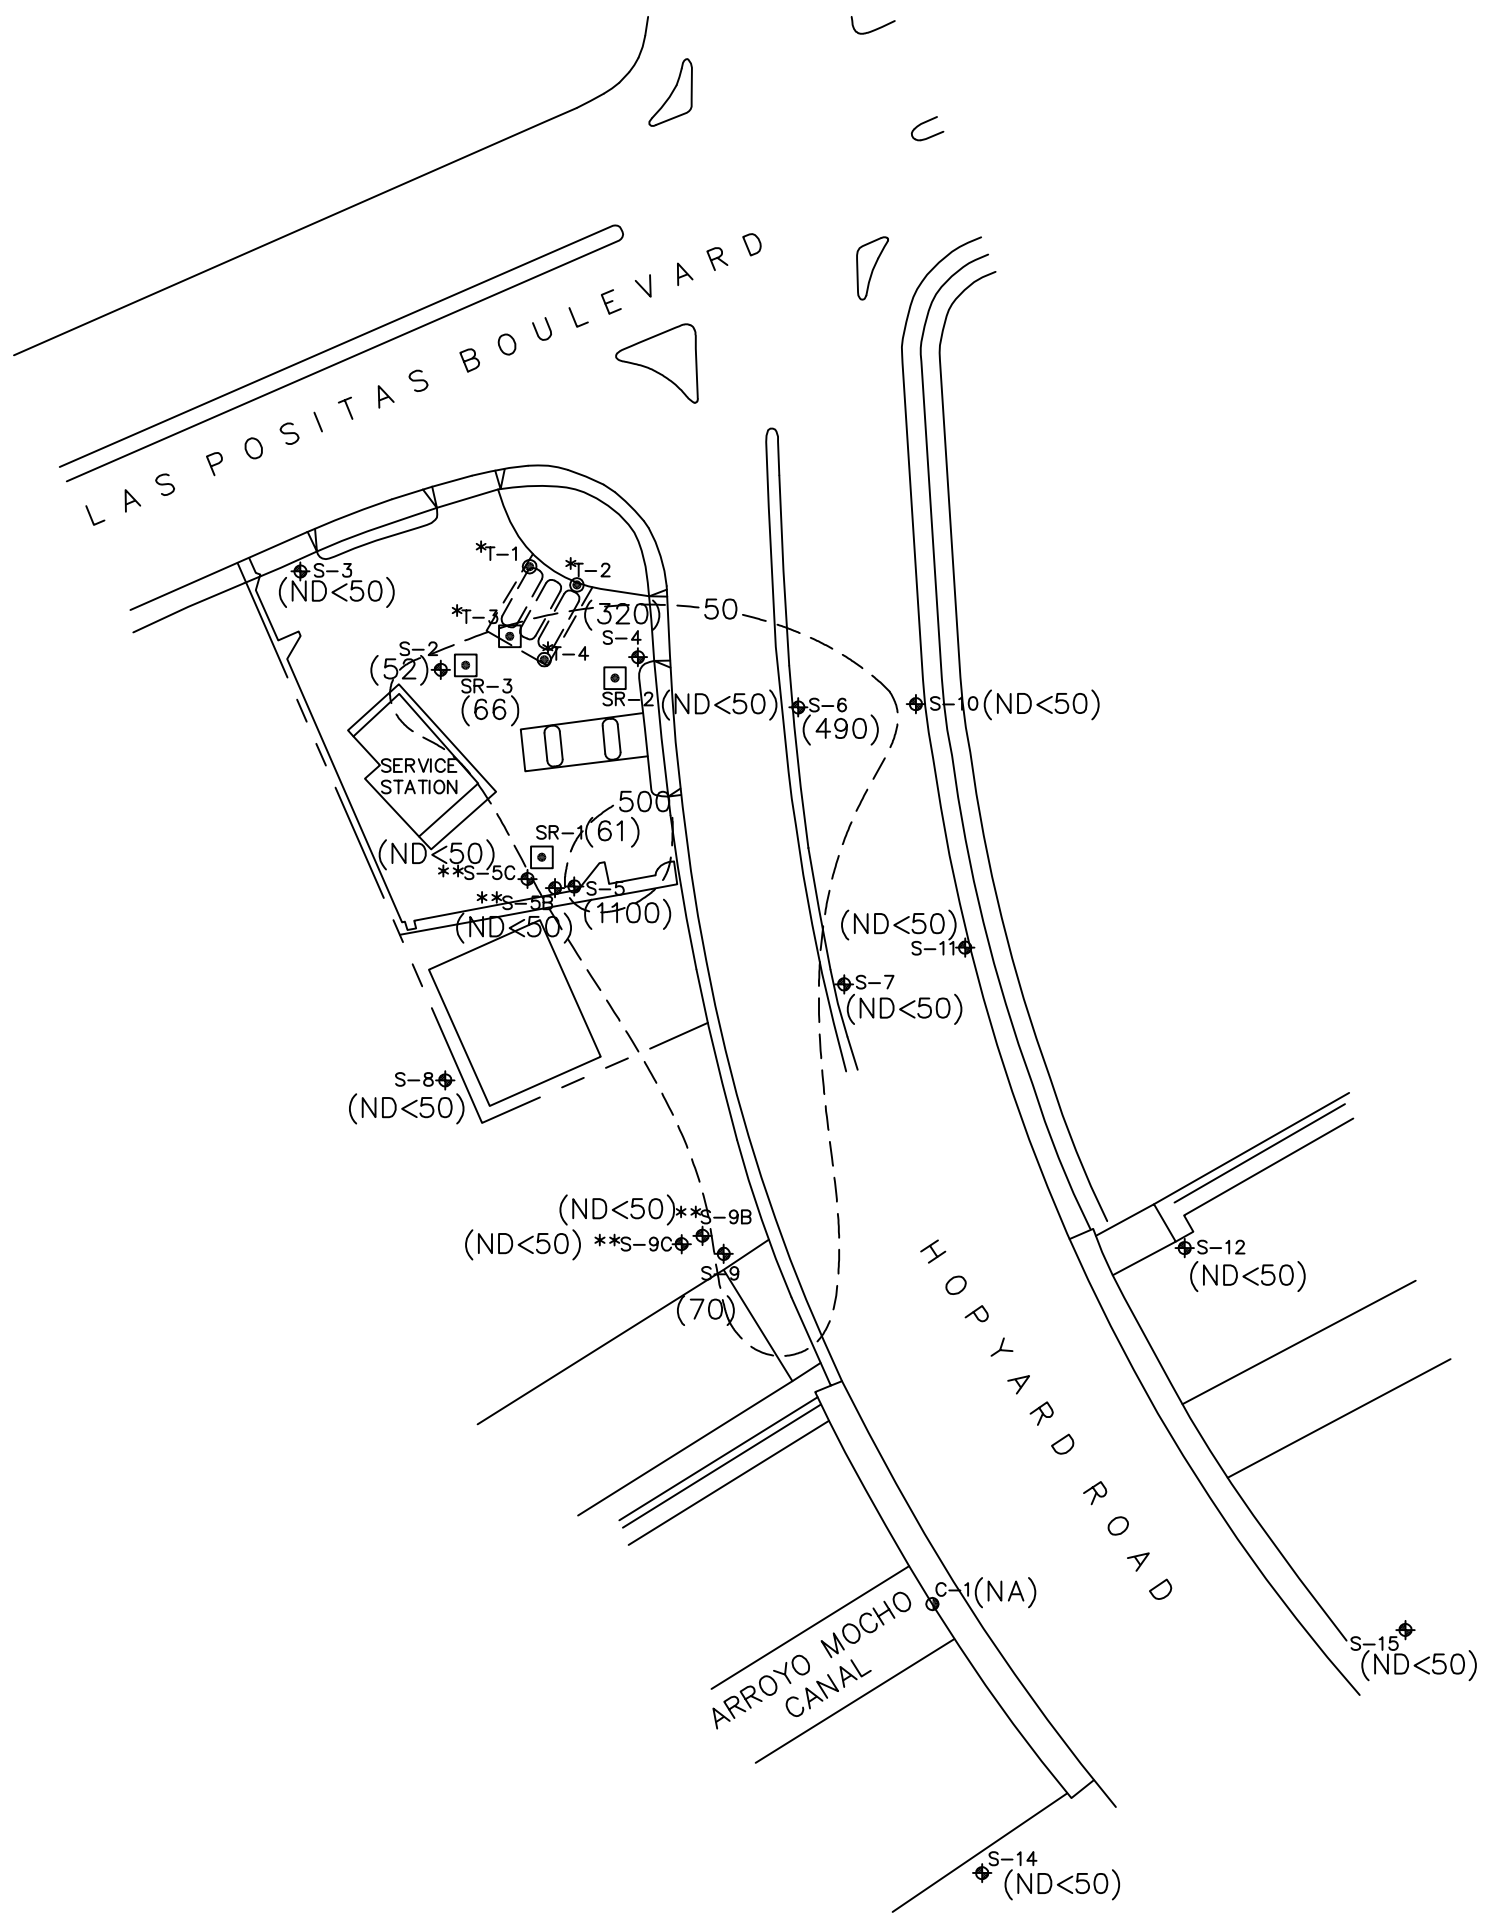 LAS POSITAS BOULEVARD
*T-1
*T-2
S-3
(ND<50)
*T-3
(320)
50
S-4
S-2
(52)
*T-4
SR-3
(66)
SR-2
(ND<50)
S-6
(490)
S-10
(ND<50)
SERVICE
STATION
500
SR-1
(61)
(ND<50)
**S-5C
S-5
**S-5B
(ND<50)
(1100)
(ND<50)
S-11
S-7
(ND<50)
S-8
(ND<50)
(ND<50)
**S-9B
(ND<50)
**S-9C
S-9
(70)
HOPYARD ROAD
S-12
(ND<50)
C-1
(NA)
ARROYO MOCHO
CANAL
S-15
(ND<50)
S-14
(ND<50)